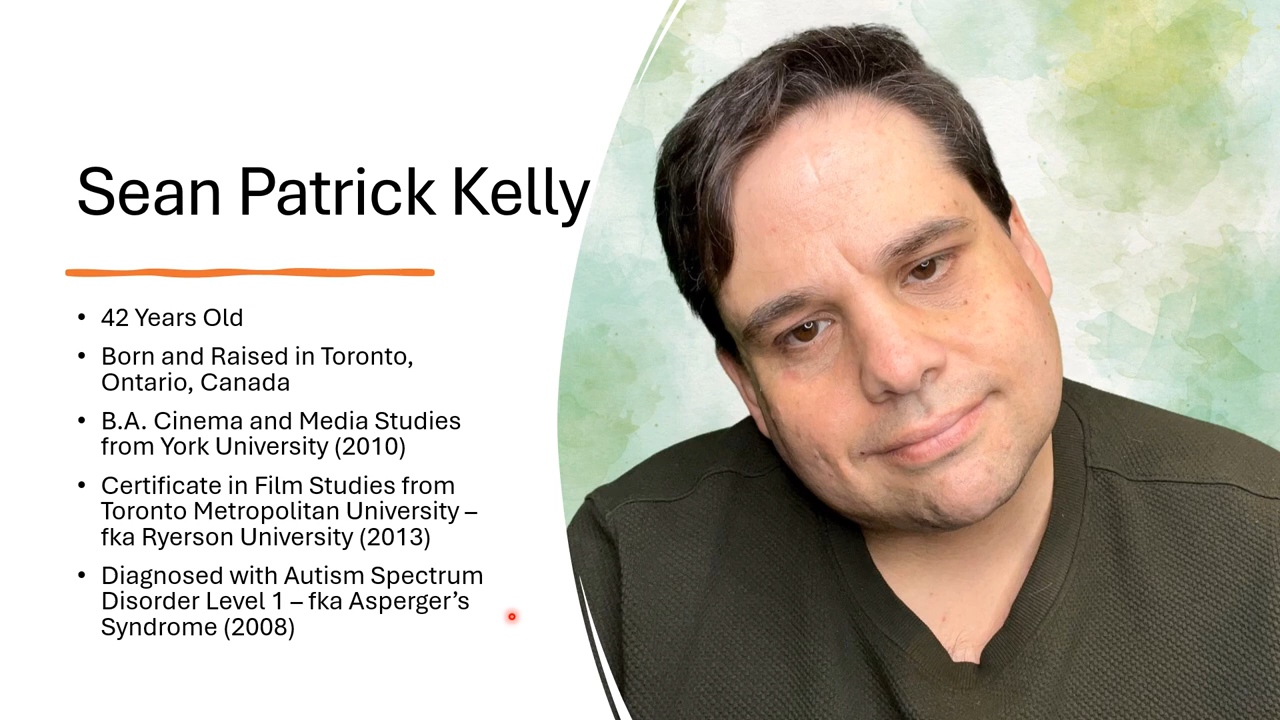 Sean Patrick Kelly
• 42 Years Old
• Born and Raised in Toronto,
Ontario, Canada
• B.A. Cinema and Media Studies
from York University (2010)
• Certificate in Film Studies from
Toronto Metropolitan University –
fka Ryerson University (2013)
• Diagnosed with Autism Spectrum
Disorder Level 1 – fka Asperger’s
Syndrome (2008)